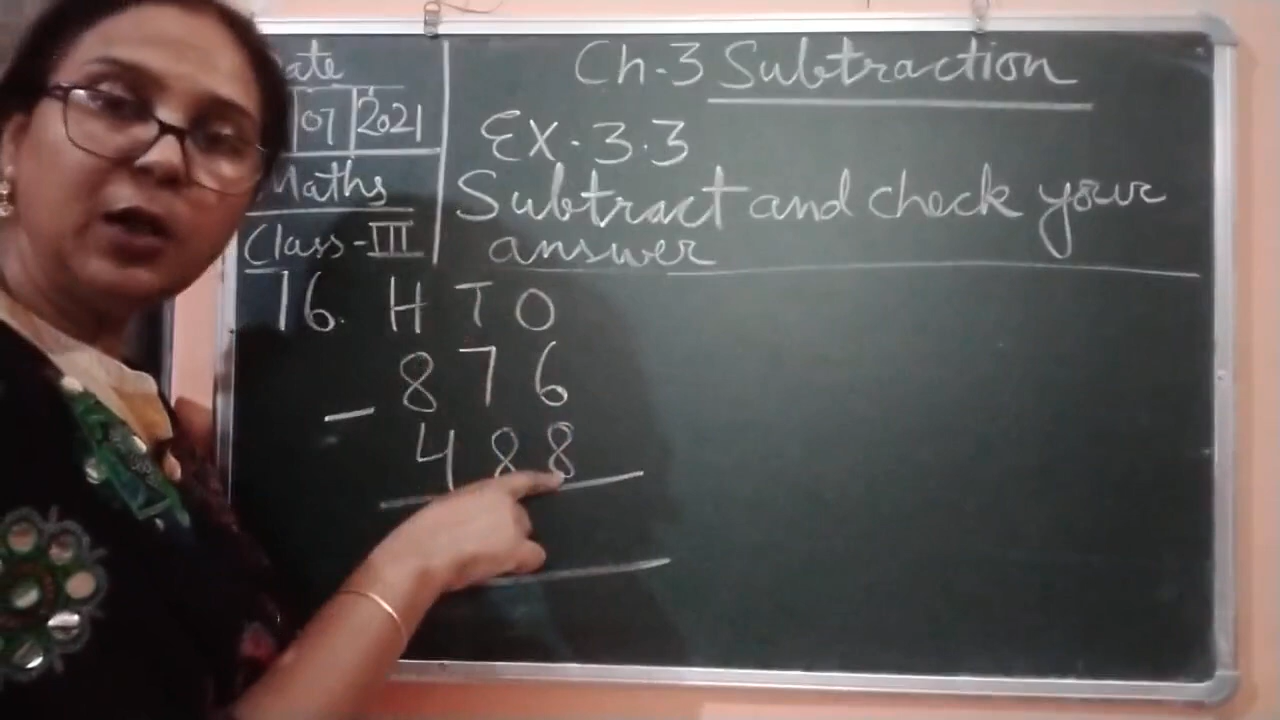 Ch-3 Subtraction
07 2021
EX. 3.3
Maths
Subtract and check your
Class-III
answer
16. H T O
8 7 6
- 4 8 8